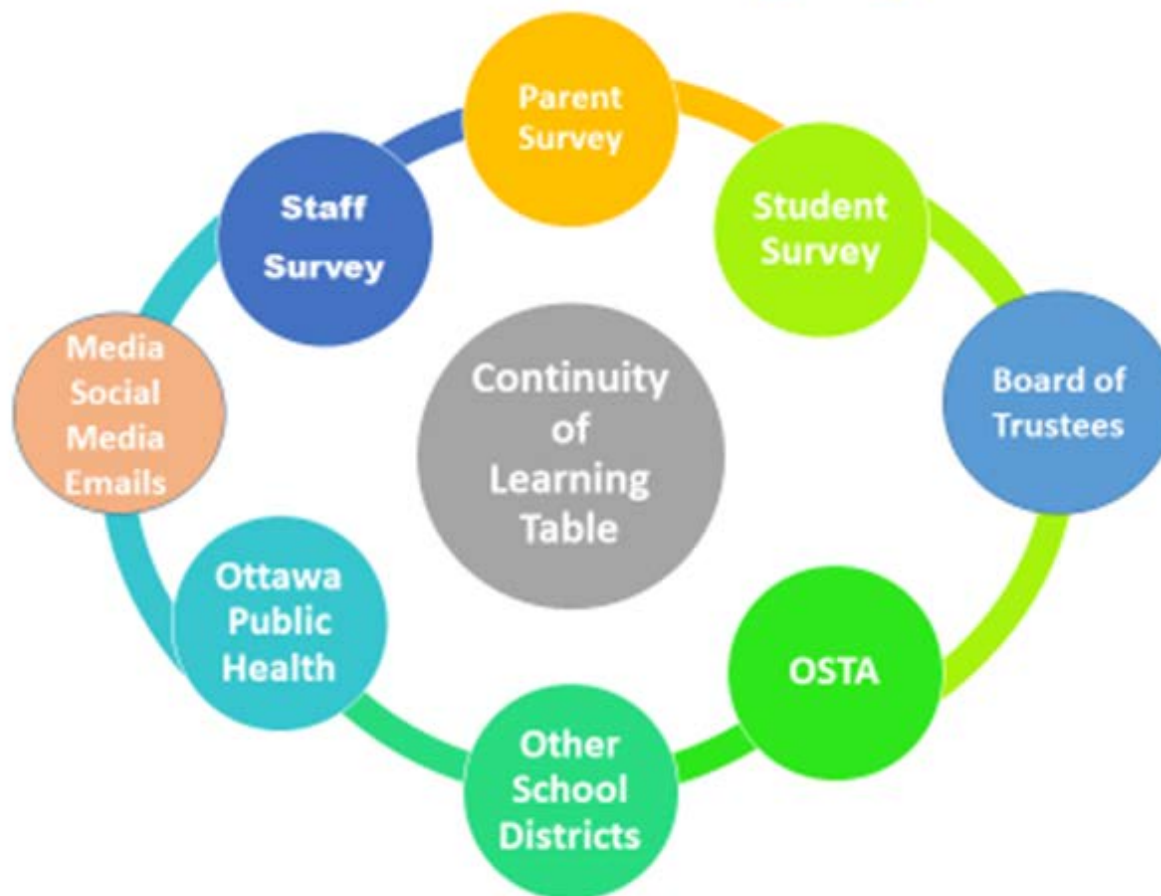 Parent
Survey
Student
Survey
Board of
Trustees
OSTA
Other
School
Districts
Ottawa
Public
Health
Media
Social
Media
Emails
Staff
Survey
Continuity
of
Learning
Table